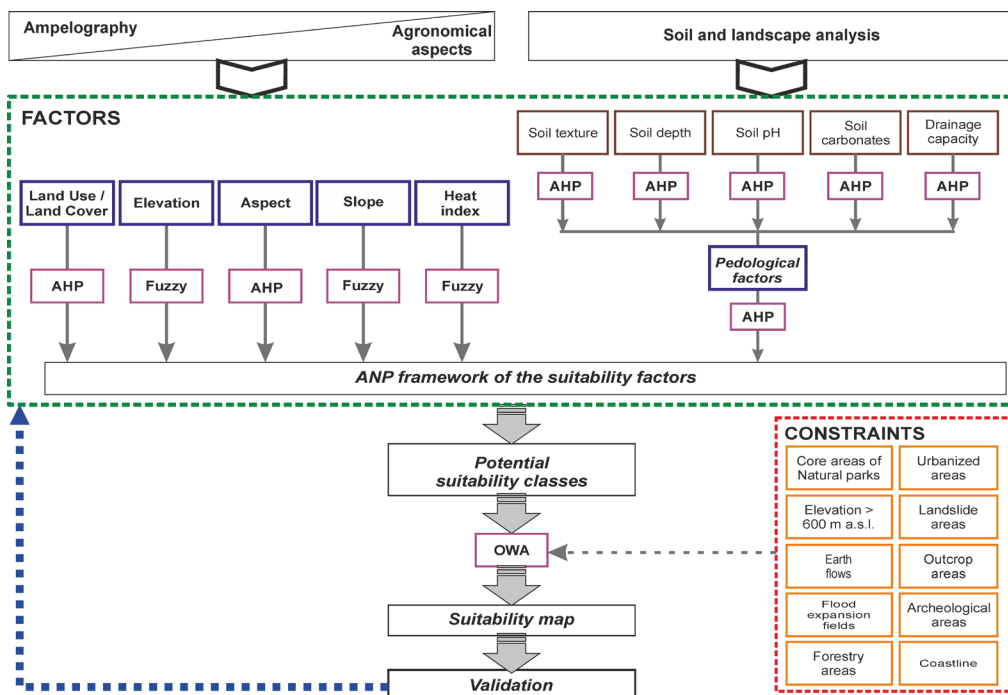 Ampelography
Agronomical
aspects
Soil and landscape analysis
FACTORS
Soil texture
Soil depth
Soil pH
Soil
carbonates
Drainage
capacity
AHP
AHP
AHP
AHP
AHP
Land Use /
Land Cover
Elevation
Aspect
Slope
Heat
index
Pedological
factors
AHP
Fuzzy
AHP
Fuzzy
Fuzzy
AHP
ANP framework of the suitability factors
Potential
suitability classes
OWA
Suitability map
Validation
CONSTRAINTS
Core areas of
Natural parks
Urbanized
areas
Elevation >
600 m a.s.l.
Landslide
areas
Earth
flows
Outcrop
areas
Flood
expansion
fields
Archeological
areas
Forestry
areas
Coastline